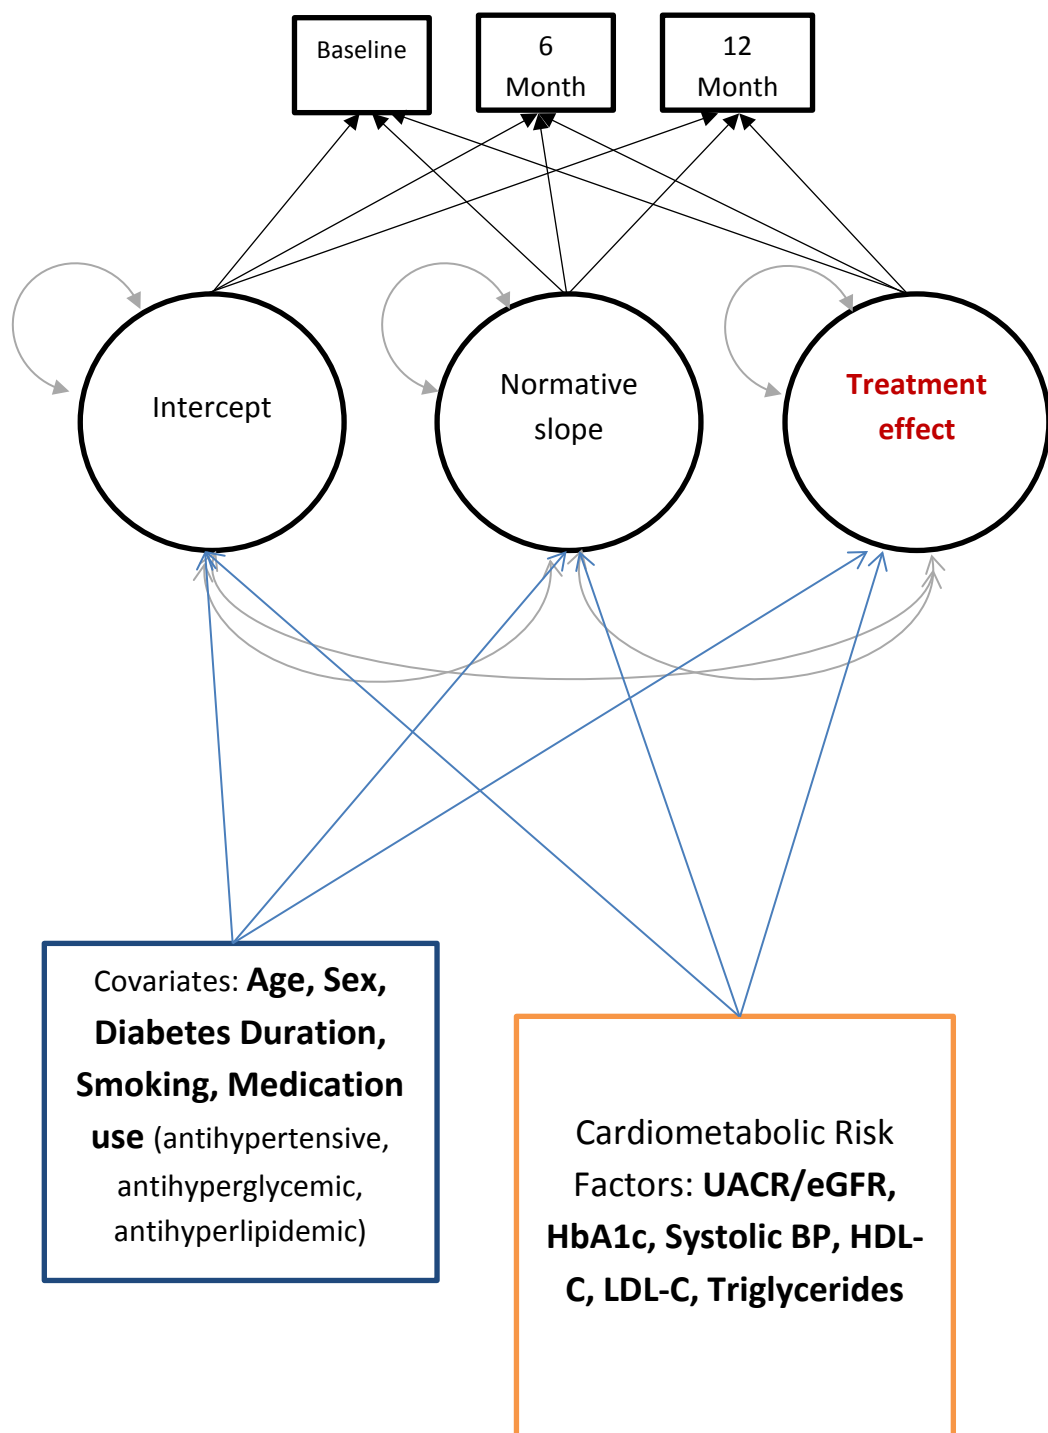 Baseline
6
Month
12
Month
Intercept
Normative
slope
Treatment
effect
Covariates: Age, Sex,
Diabetes Duration,
Smoking, Medication
use (antihypertensive,
antihyperglycemic,
antihyperlipidemic)
Cardiometabolic Risk
Factors: UACR/eGFR,
HbA1c, Systolic BP, HDL-
C, LDL-C, Triglycerides